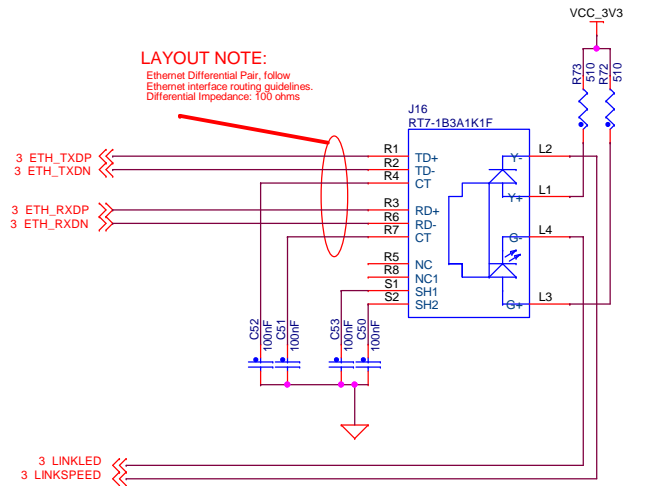 VCC_3V3
LAYOUT NOTE:
Ethernet Differential Pair, follow
Ethernet interface routing guidelines.
Differential Impedance: 100 ohms
R73
510
R72
510
J16
RT7-1B3A1K1F
3 ETH_TXDP
3 ETH_TXDN
R1 TD+
R2 TD-
R4 CT
Y- L2
Y+ L1
3 ETH_RXDP
3 ETH_RXDN
R3 RD+
R6 RD-
R7 CT
G- L4
R5 NC
R8 NC1
S1 SH1
S2 SH2
G+ L3
C52
100nF
C51
100nF
C53
100nF
C50
100nF
3 LINKLED
3 LINKSPEED